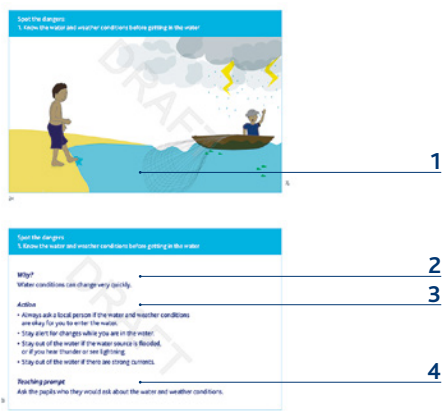 Spot the dangers
1. Know the water and weather conditions before getting in the water
DRAFT
1
Spot the dangers
1. Know the water and weather conditions before getting in the water
DRAFT
Why?
2
Water conditions can change very quickly.
3
Action
• Always ask a local person if the water and weather conditions
are okay for you to enter the water.
• Stay alert for changes while you are in the water.
• Stay out of the water if the water source is flooded,
or if you hear thunder or see lightning.
• Stay out of the water if there are strong currents.
4
Teaching prompt
Ask the pupils who they would ask about the water and weather conditions.